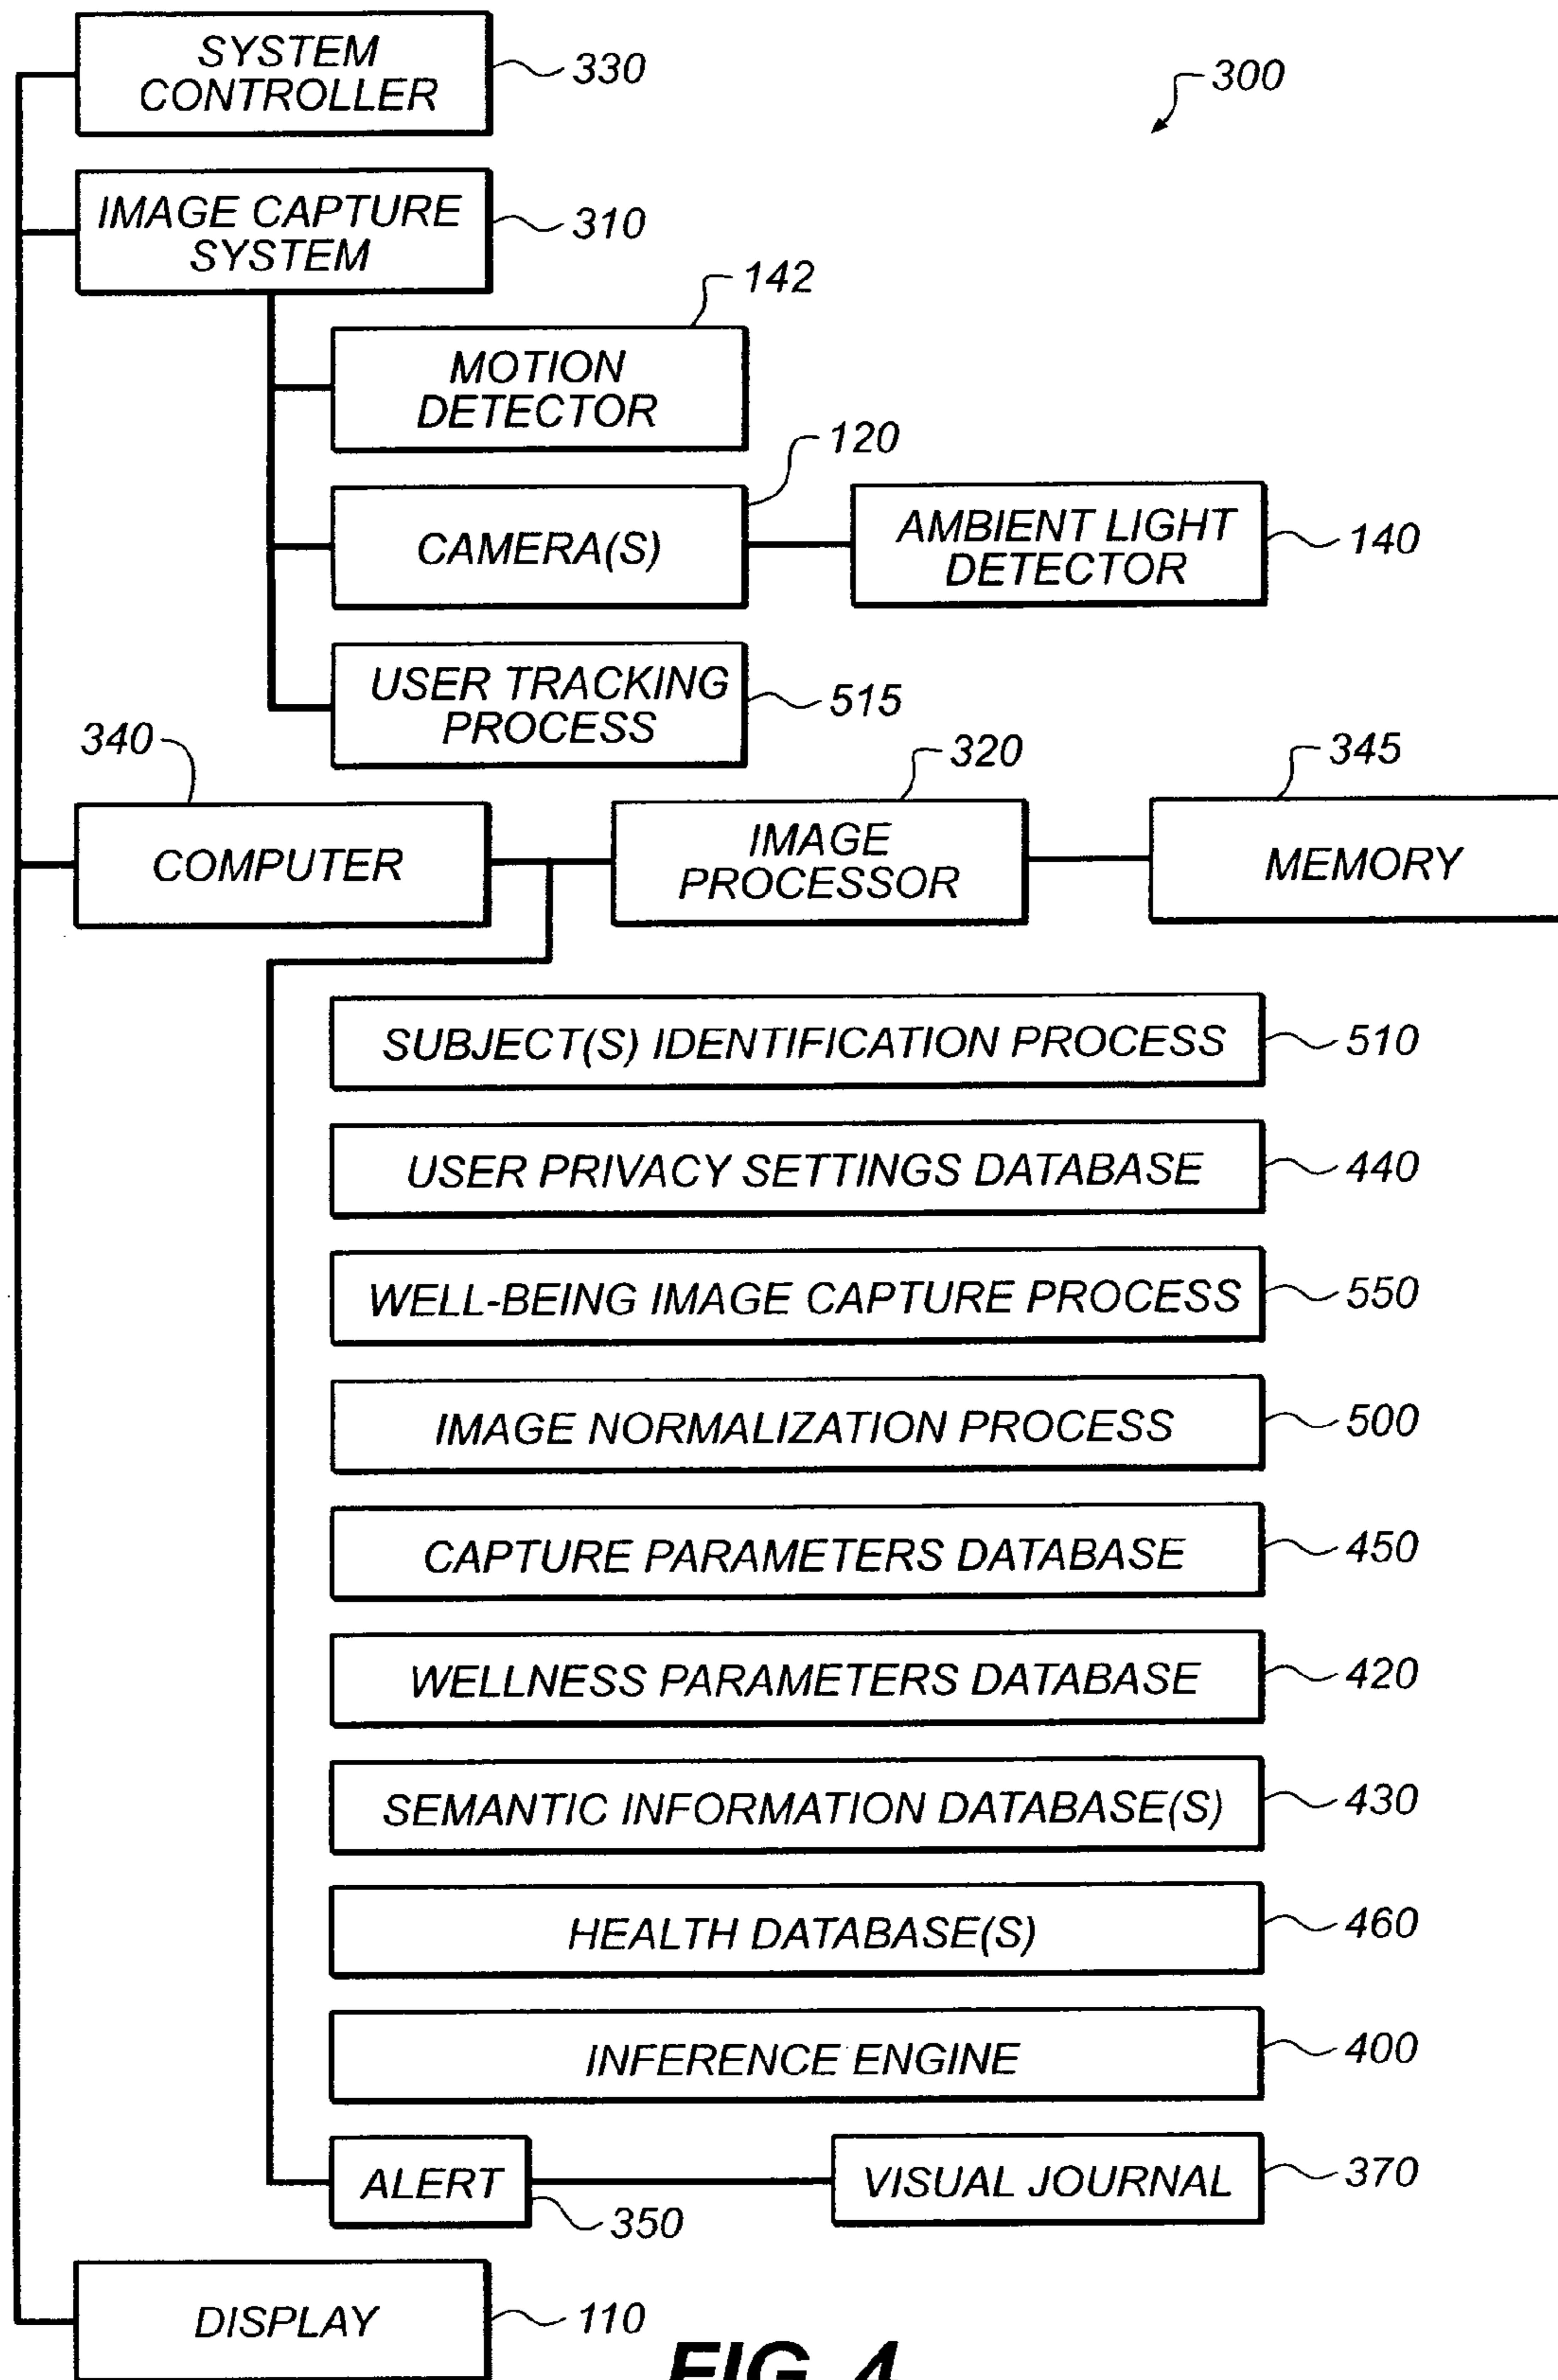 SYSTEM
CONTROLLER
330
300
IMAGE CAPTURE
SYSTEM
310
142
MOTION
DETECTOR
120
CAMERA(S)
AMBIENT LIGHT
DETECTOR
140
USER TRACKING
PROCESS
515
340
320
345
COMPUTER
IMAGE
PROCESSOR
MEMORY
SUBJECT(S) IDENTIFICATION PROCESS
510
USER PRIVACY SETTINGS DATABASE
440
WELL-BEING IMAGE CAPTURE PROCESS
550
IMAGE NORMALIZATION PROCESS
500
CAPTURE PARAMETERS DATABASE
450
WELLNESS PARAMETERS DATABASE
420
SEMANTIC INFORMATION DATABASE(S)
430
HEALTH DATABASE(S)
460
INFERENCE ENGINE
400
ALERT
350
VISUAL JOURNAL
370
DISPLAY
110
FIG. 4